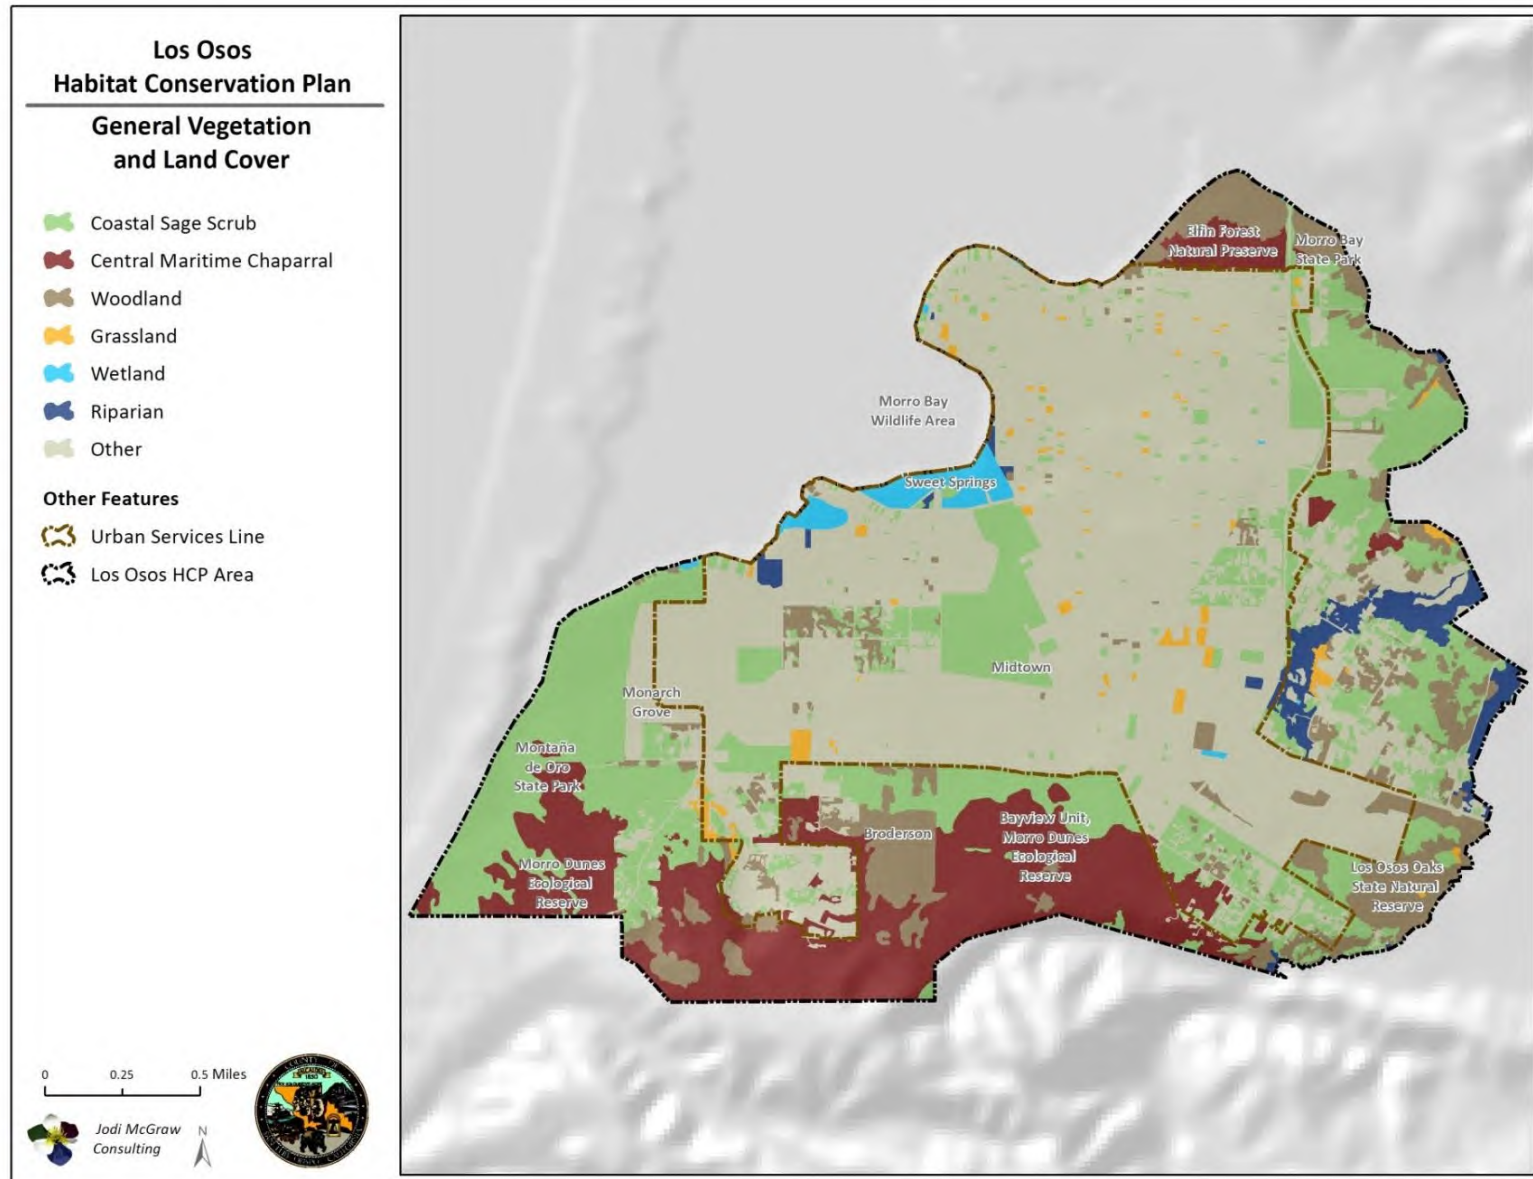 Los Osos
Habitat Conservation Plan
General Vegetation
and Land Cover
Coastal Sage Scrub
Central Maritime Chaparral
Woodland
Grassland
Wetland
Riparian
Other
Other Features
Urban Services Line
Los Osos HCP Area
0 0.25 0.5 Miles
Jodi McGraw
Consulting
N
COUNTY OF
Elfin Forest
Natural Preserve
Morro Bay
State Park
Morro Bay
Wildlife Area
Sweet Springs
Midtown
Monarch
Grove
Montaña
de Oro
State Park
Broderson
Bayview Unit,
Morro Dunes
Ecological
Reserve
Morro Dunes
Ecological
Reserve
Los Osos Oaks
State Natural
Reserve